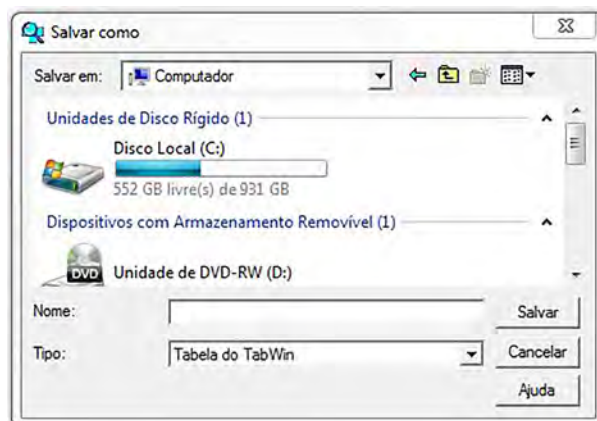 Salvar como
Salvar em: Computador
Unidades de Disco Rígido (1)
Disco Local (C:)
552 GB livre(s) de 931 GB
Dispositivos com Armazenamento Removível (1)
DVD Unidade de DVD-RW (D:)
Nome: Salvar
Tipo: Tabela do TabWin Cancelar
Ajuda